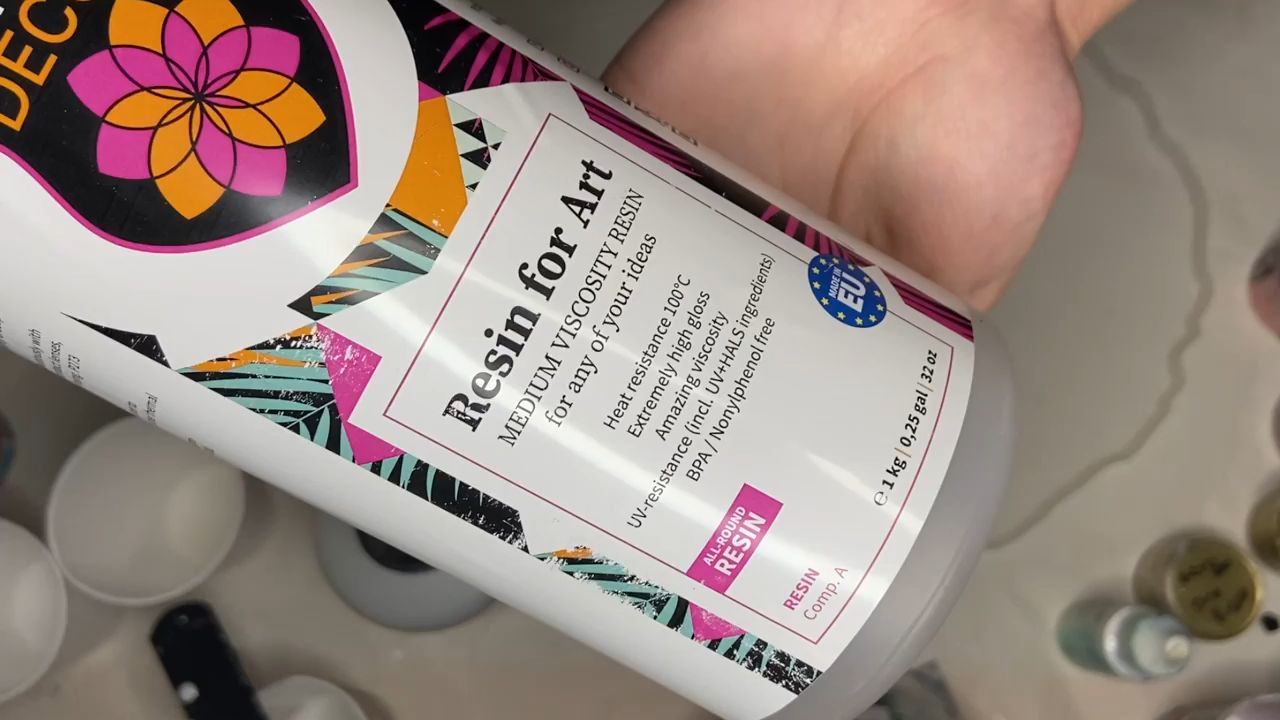 DECO
Resin for Art
MEDIUM VISCOSITY RESIN
for any of your ideas
Heat resistance 100°C
Extremely high gloss
Amazing viscosity
UV-resistance (incl. UV+HALS ingredients)
BPA / Nonylphenol free
MADE IN
EU
ALL-ROUND
RESIN
RESIN
Comp. A
℮ 1 kg | 0,25 gal | 32 oz